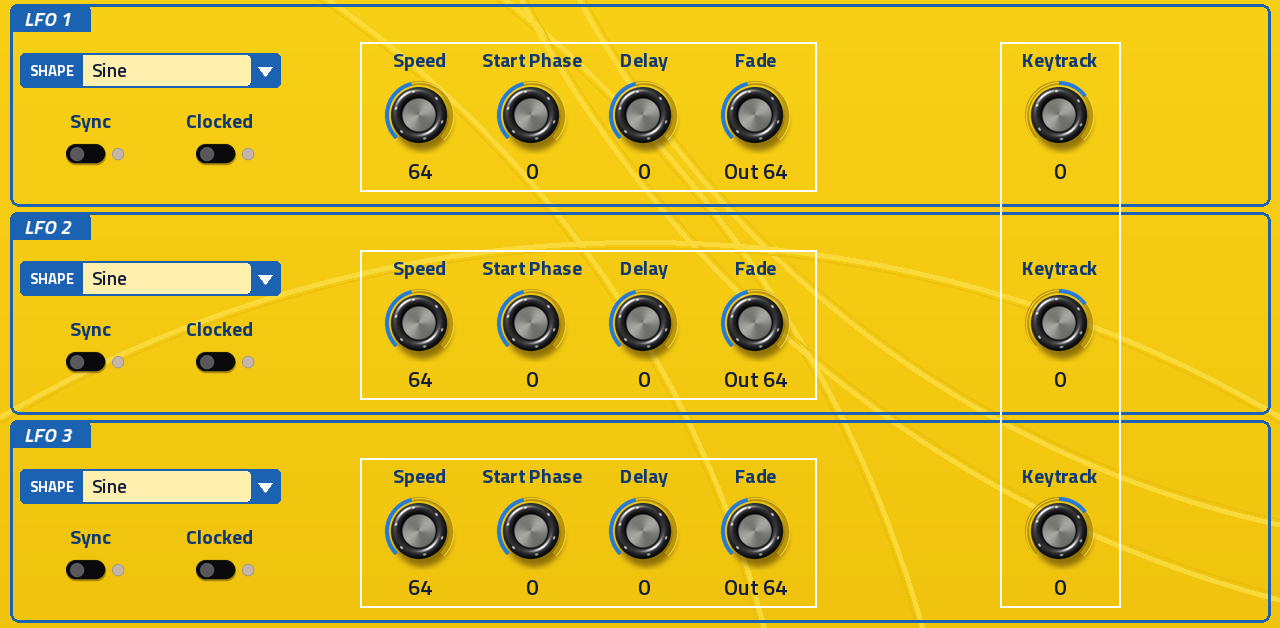 LFO 1
SHAPE Sine
Speed Start Phase Delay Fade Keytrack
Sync Clocked
64 0 0 Out 64 0
LFO 2
SHAPE Sine
Speed Start Phase Delay Fade Keytrack
Sync Clocked
64 0 0 Out 64 0
LFO 3
SHAPE Sine
Speed Start Phase Delay Fade Keytrack
Sync Clocked
64 0 0 Out 64 0